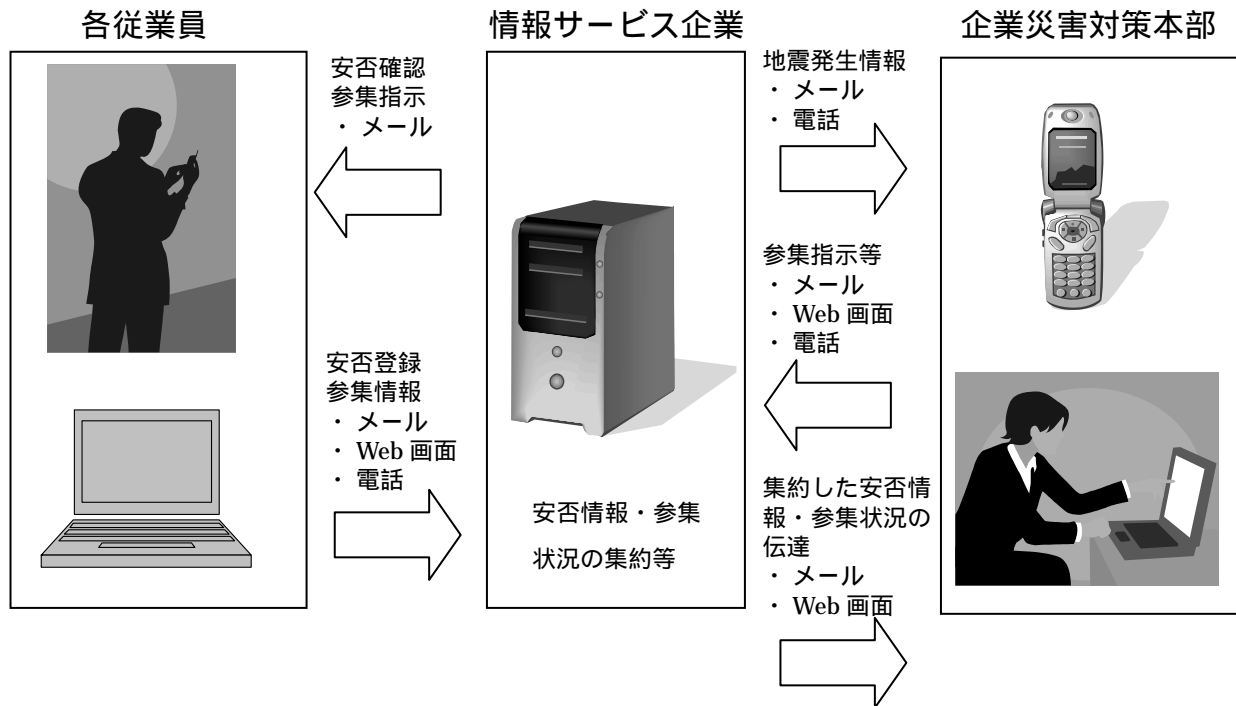 各従業員
情報サービス企業
企業災害対策本部
安否確認
参集指示
・ メール
安否登録
参集情報
・ メール
・ Web 画面
・ 電話
安否情報・参集
状況の集約等
地震発生情報
・ メール
・ 電話
参集指示等
・ メール
・ Web 画面
・ 電話
集約した安否情
報・参集状況の
伝達
・ メール
・ Web 画面